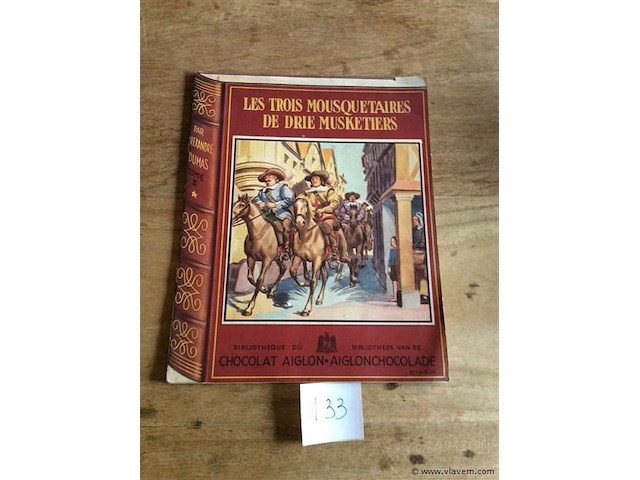 LES TROIS MOUSQUETAIRES
DE DRIE MUSKETIERS
PAR
ALEXANDRE
DUMAS
BIBLIOTHEQUE DU
BIBLIOTHEEK VAN DE
CHOCOLAT AIGLON • AIGLONCHOCOLADE
133
© www.vlavem.com